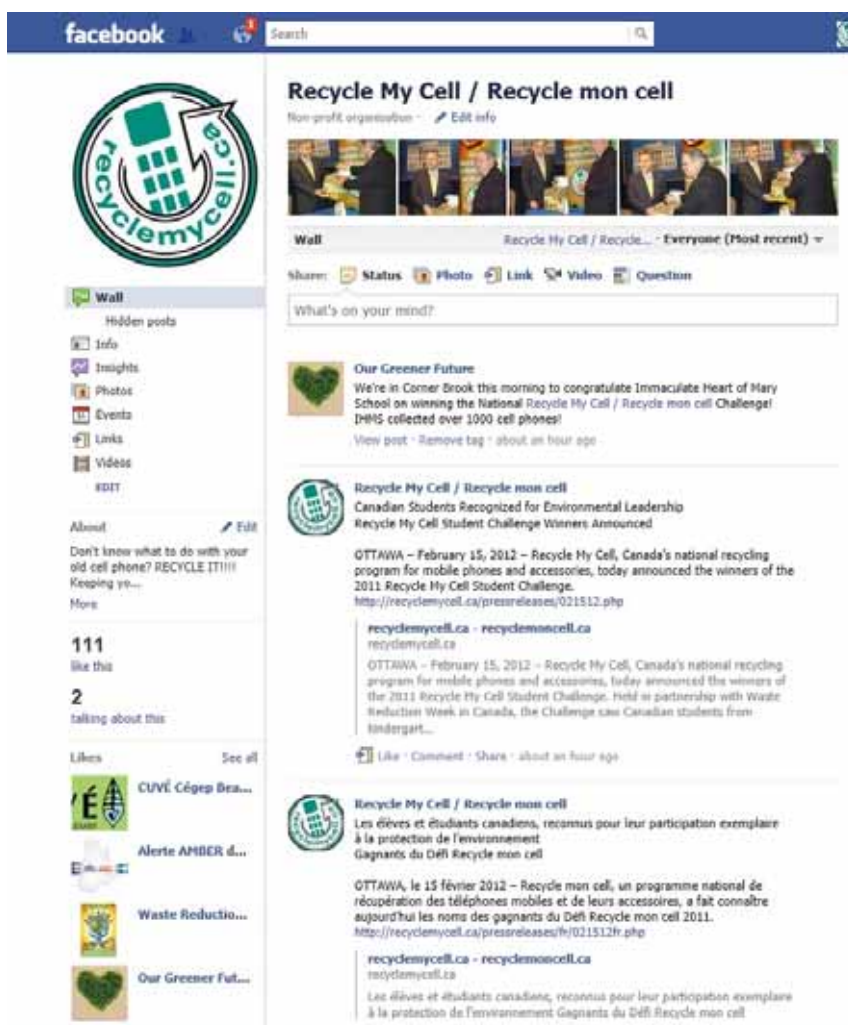 facebook
3
Search
recyclemycell.ca
Wall
Hidden posts
Info
Insights
Photos
Events
Links
Videos
EDIT
About Edit
Don't know what to do with your
old cell phone? RECYCLE IT!!!!
Keeping yo...
More
111
like this
2
talking about this
Likes See all
CUVÉ Cégep Bea...
Alerte AMBER d...
Waste Reductio...
Our Greener Fut...
Recycle My Cell / Recycle mon cell
Non-profit organisation · Edit info
Wall Recycle My Cell / Recycle... · Everyone (Most recent)
Share: Status Photo Link Video Question
What's on your mind?
Our Greener Future
We're in Corner Brook this morning to congratulate Immaculate Heart of Mary
School on winning the National Recycle My Cell / Recycle mon cell Challenge!
IHMS collected over 1000 cell phones!
View post · Remove tag · about an hour ago
Recycle My Cell / Recycle mon cell
Canadian Students Recognized for Environmental Leadership
Recycle My Cell Student Challenge Winners Announced
OTTAWA – February 15, 2012 – Recycle My Cell, Canada's national recycling
program for mobile phones and accessories, today announced the winners of the
2011 Recycle My Cell Student Challenge.
http://recyclemycell.ca/pressreleases/021512.php
recyclemycell.ca - recyclemoncell.ca
recyclemycell.ca
OTTAWA – February 15, 2012 – Recycle My Cell, Canada's national recycling
program for mobile phones and accessories, today announced the winners of
the 2011 Recycle My Cell Student Challenge. Held in partnership with Waste
Reduction Week in Canada, the Challenge saw Canadian students from
kindergart...
Like · Comment · Share · about an hour ago
Recycle My Cell / Recycle mon cell
Les élèves et étudiants canadiens, reconnus pour leur participation exemplaire
à la protection de l'environnement
Gagnants du Défi Recycle mon cell
OTTAWA, le 15 février 2012 – Recycle mon cell, un programme national de
récupération des téléphones mobiles et de leurs accessoires, a fait connaître
aujourd'hui les noms des gagnants du Défi Recycle mon cell 2011.
http://recyclemycell.ca/pressreleases/fr/021512fr.php
recyclemycell.ca - recyclemoncell.ca
recyclemycell.ca
Les élèves et étudiants canadiens, reconnus pour leur participation exemplaire
à la protection de l'environnement Gagnants du Défi Recycle mon cell